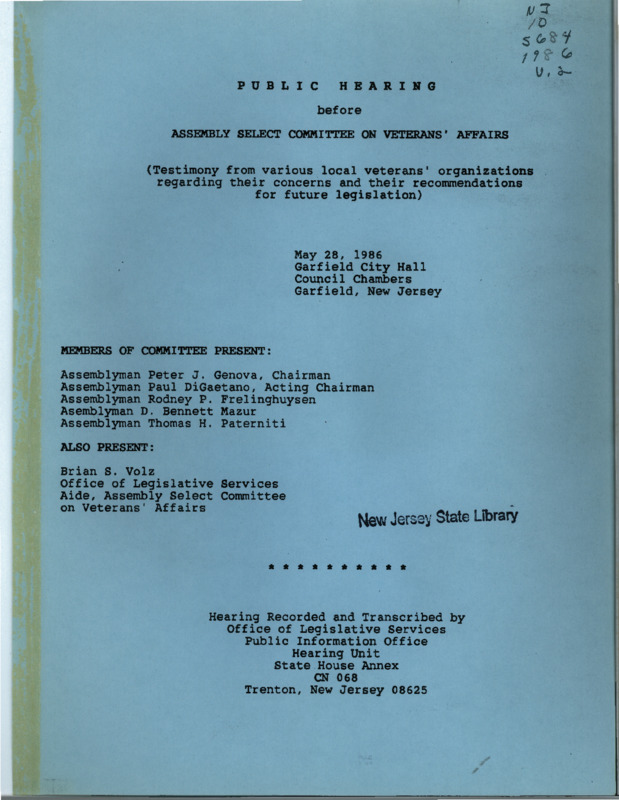 NJ
10
5684
1986
V.2
P U B L I C   H E A R I N G
before
ASSEMBLY SELECT COMMITTEE ON VETERANS' AFFAIRS
(Testimony from various local veterans' organizations
regarding their concerns and their recommendations
for future legislation)
May 28, 1986
Garfield City Hall
Council Chambers
Garfield, New Jersey
MEMBERS OF COMMITTEE PRESENT:
Assemblyman Peter J. Genova, Chairman
Assemblyman Paul DiGaetano, Acting Chairman
Assemblyman Rodney P. Frelinghuysen
Asemblyman D. Bennett Mazur
Assemblyman Thomas H. Paterniti
ALSO PRESENT:
Brian S. Volz
Office of Legislative Services
Aide, Assembly Select Committee
on Veterans' Affairs
New Jersey State Library
* * * * * * * * * *
Hearing Recorded and Transcribed by
Office of Legislative Services
Public Information Office
Hearing Unit
State House Annex
CN 068
Trenton, New Jersey 08625